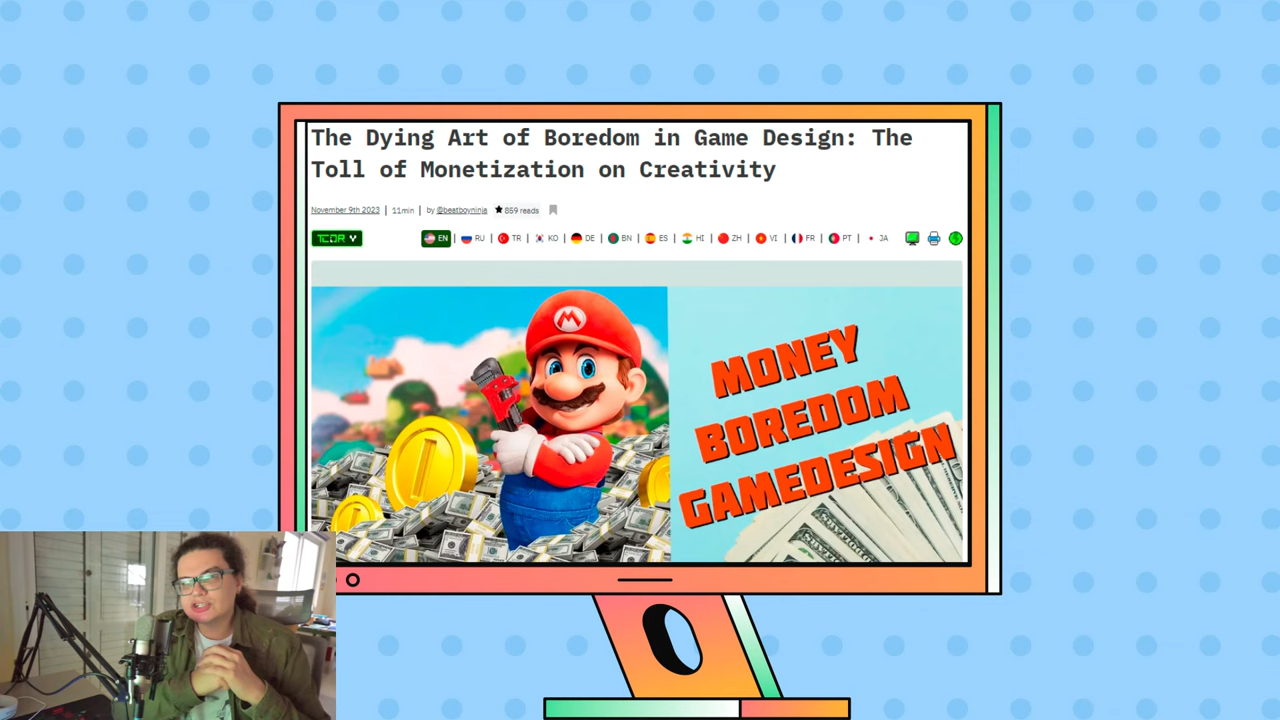 The Dying Art of Boredom in Game Design: The
Toll of Monetization on Creativity
November 9th 2023 | 11min | by @beatboyninja ★ 859 reads
TLDR
EN | RU | TR | KO | DE | BN | ES | HI | ZH | VI | FR | PT | JA
M
MONEY
BOREDOM
GAMEDESIGN